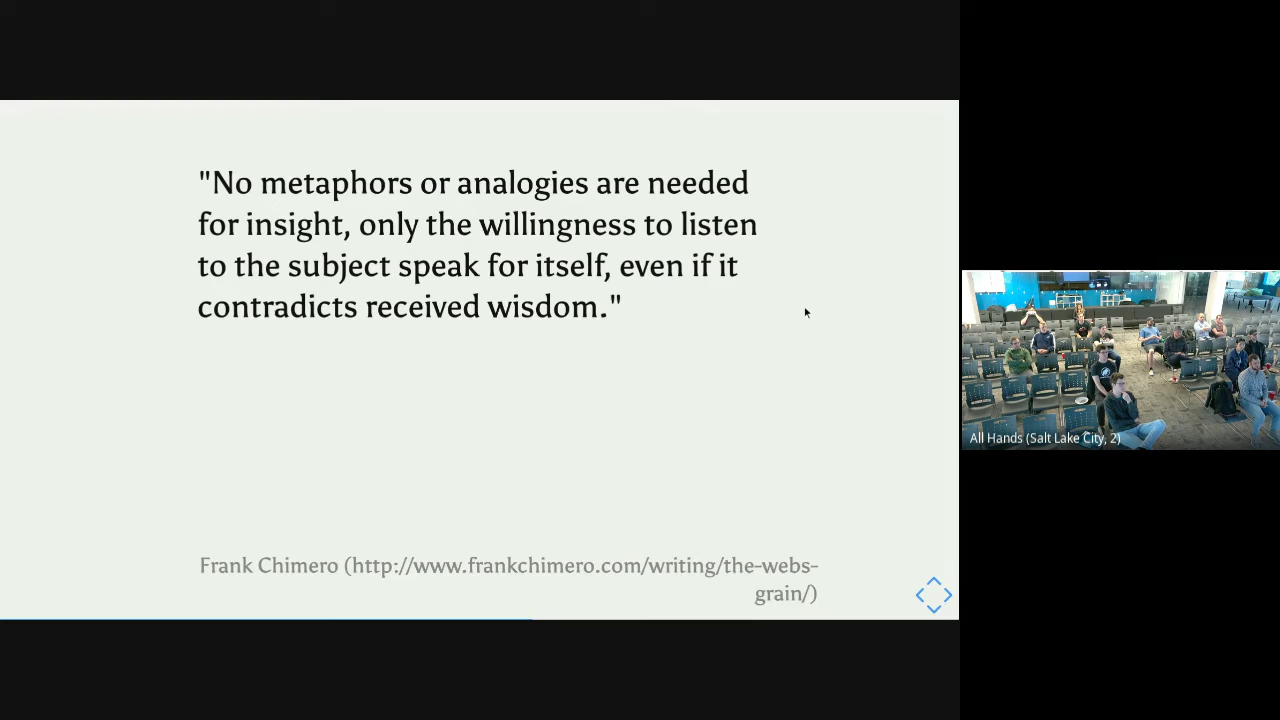 "No metaphors or analogies are needed
for insight, only the willingness to listen
to the subject speak for itself, even if it
contradicts received wisdom."
Frank Chimero (http://www.frankchimero.com/writing/the-webs-
grain/)
All Hands (Salt Lake City, 2)